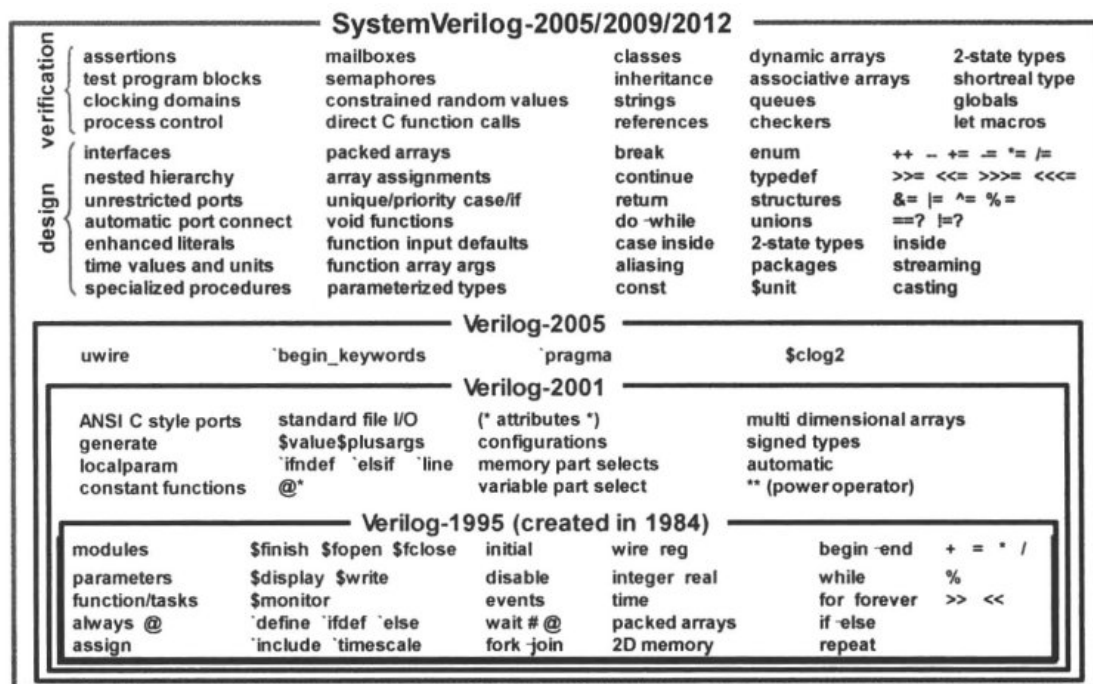 SystemVerilog-2005/2009/2012
verification
assertions mailboxes classes dynamic arrays 2-state types
test program blocks semaphores inheritance associative arrays shortreal type
clocking domains constrained random values strings queues globals
process control direct C function calls references checkers let macros
design
interfaces packed arrays break enum ++ -- += -= *= /=
nested hierarchy array assignments continue typedef >>= <<= >>>= <<<=
unrestricted ports unique/priority case/if return structures &= |= ^= %=
automatic port connect void functions do -while unions ==? !=?
enhanced literals function input defaults case inside 2-state types inside
time values and units function array args aliasing packages streaming
specialized procedures parameterized types const $unit casting
Verilog-2005
uwire `begin_keywords `pragma $clog2
Verilog-2001
ANSI C style ports standard file I/O (* attributes *) multi dimensional arrays
generate $value$plusargs configurations signed types
localparam `ifndef `elsif `line memory part selects automatic
constant functions @* variable part select ** (power operator)
Verilog-1995 (created in 1984)
modules $finish $fopen $fclose initial wire reg begin -end + = * /
parameters $display $write disable integer real while %
function/tasks $monitor events time for forever >> <<
always @ `define `ifdef `else wait # @ packed arrays if -else
assign `include `timescale fork -join 2D memory repeat